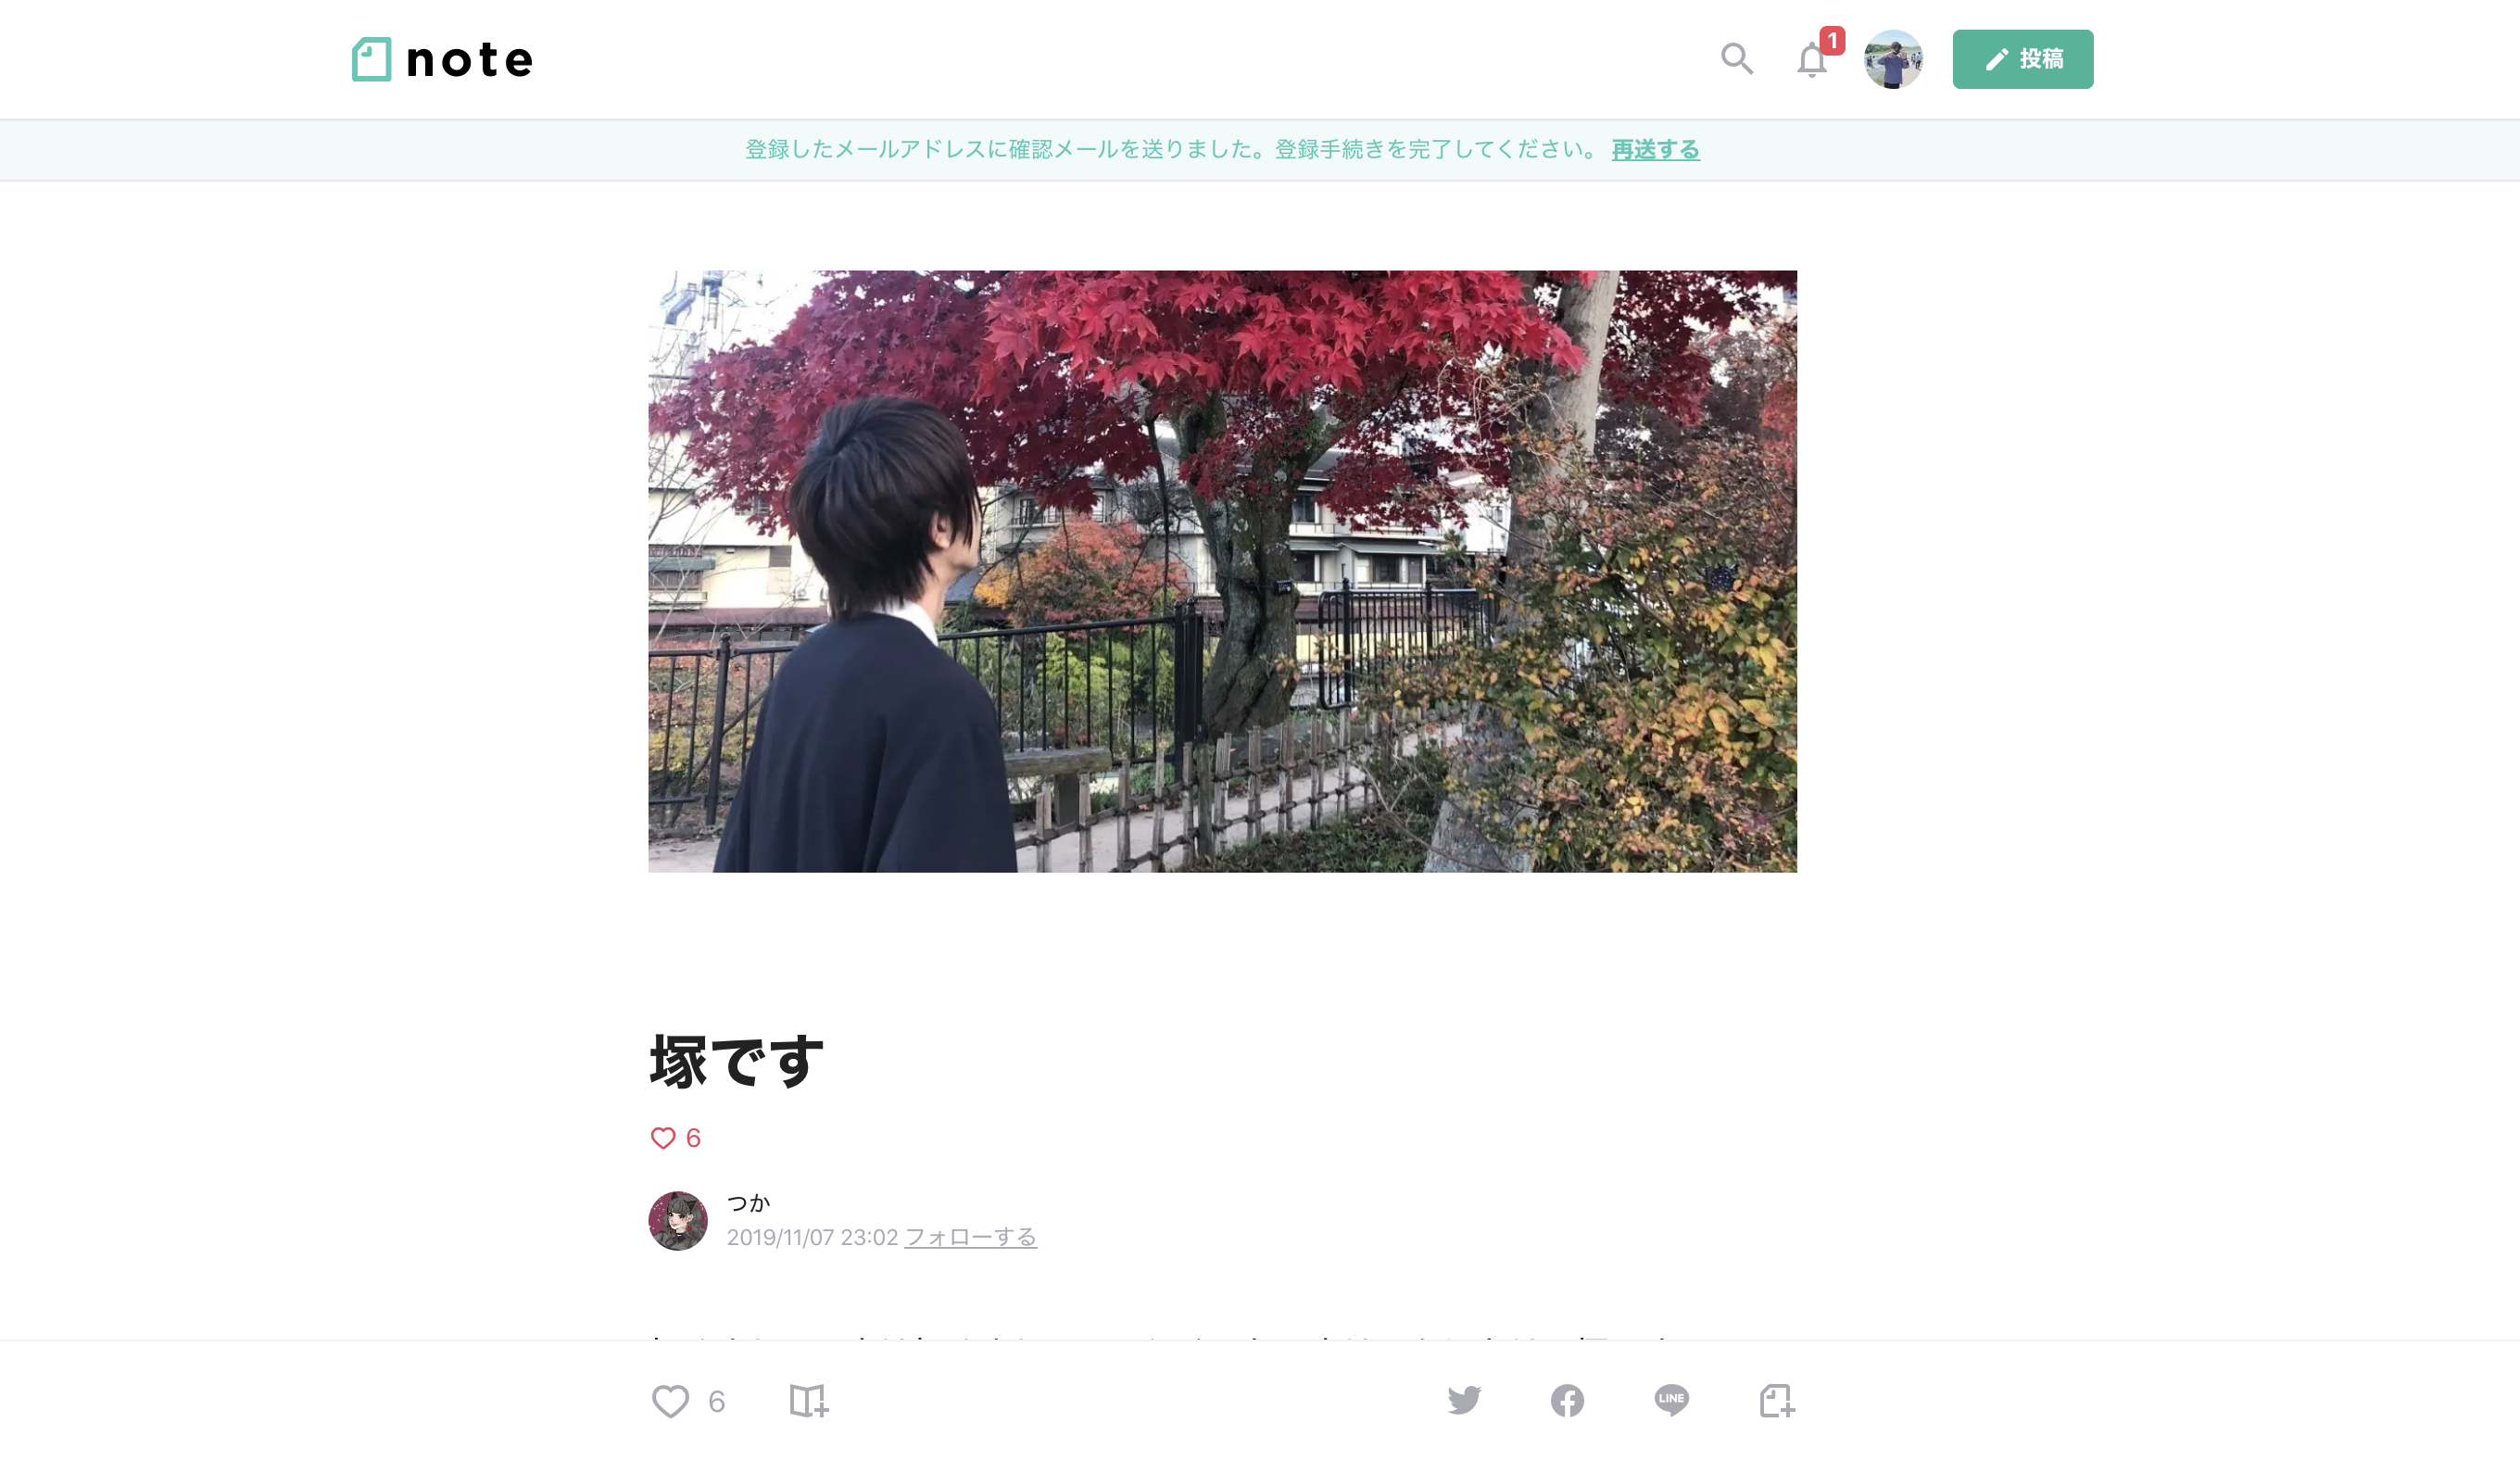 note
1
投稿
登録したメールアドレスに確認メールを送りました。登録手続きを完了してください。 再送する
塚です
6
つか
2019/11/07 23:02 フォローする
6
LINE